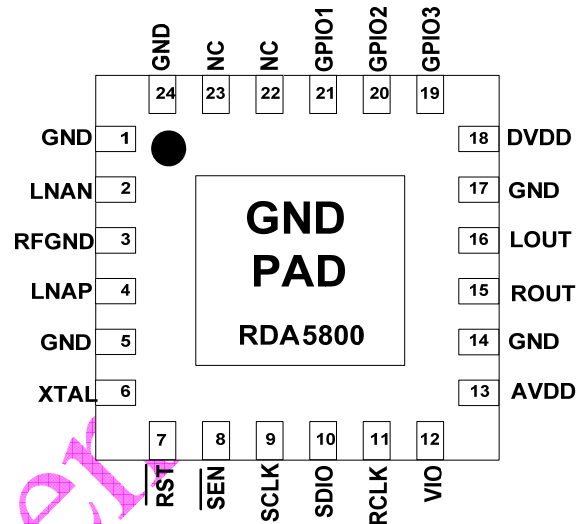 GND NC NC GPIO1 GPIO2 GPIO3
24 23 22 21 20 19
GND 1 18 DVDD
LNAN 2 17 GND
RFGND 3 16 LOUT
LNAP 4 15 ROUT
GND 5 14 GND
XTAL 6 13 AVDD
GND
PAD
RDA5800
7 8 9 10 11 12
RST SEN SCLK SDIO RCLK VIO